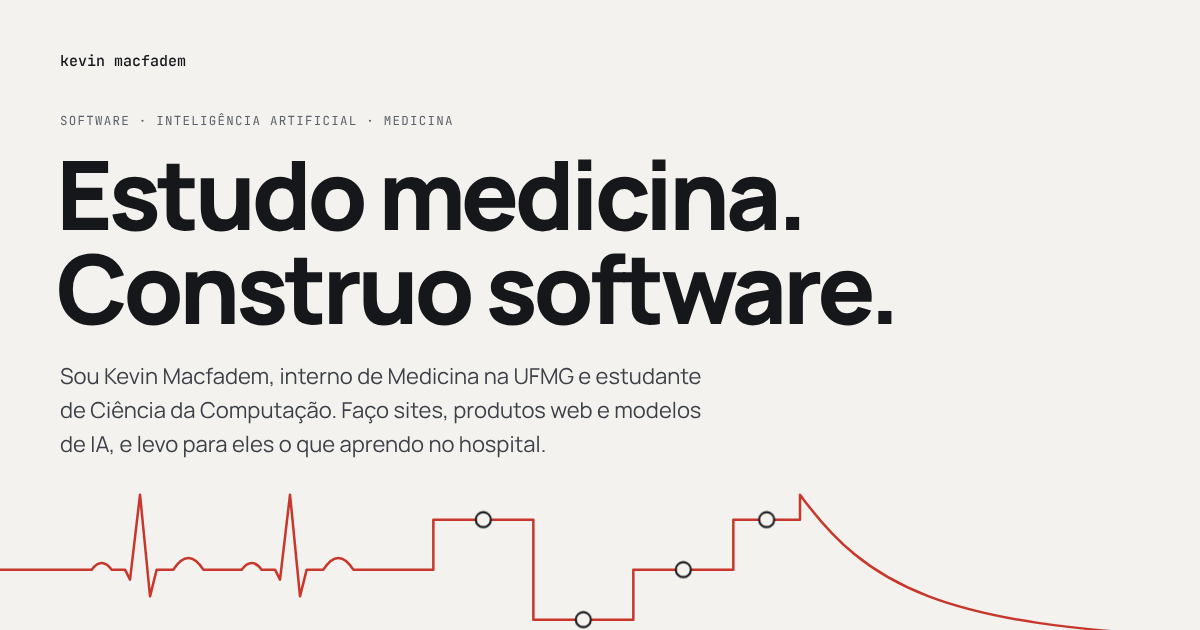 kevin macfadem
SOFTWARE · INTELIGÊNCIA ARTIFICIAL · MEDICINA
Estudo medicina.
Construo software.
Sou Kevin Macfadem, interno de Medicina na UFMG e estudante
de Ciência da Computação. Faço sites, produtos web e modelos
de IA, e levo para eles o que aprendo no hospital.